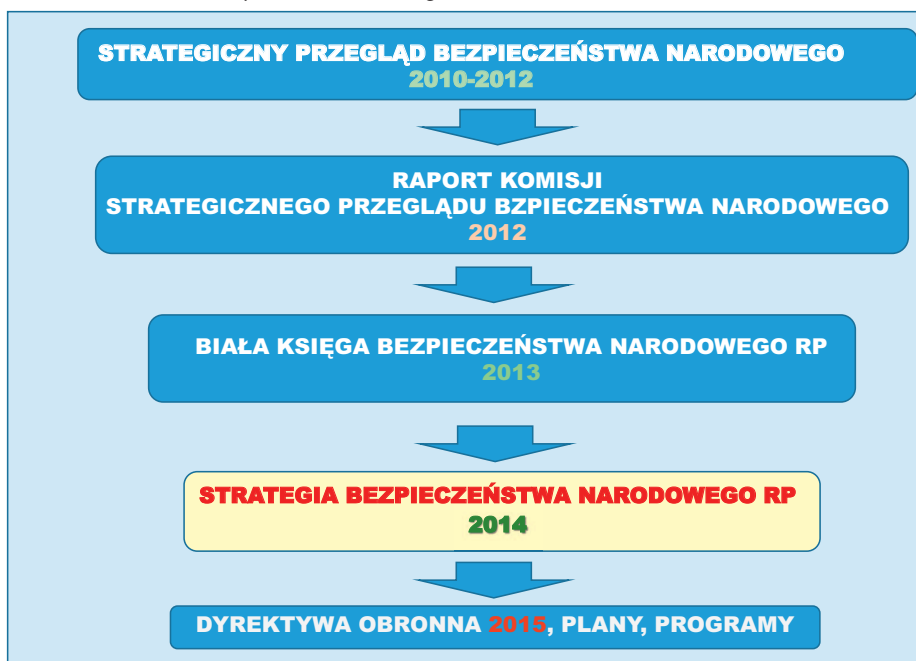 STRATEGICZNY PRZEGLĄD BEZPIECZEŃSTWA NARODOWEGO
2010-2012
RAPORT KOMISJI
STRATEGICZNEGO PRZEGLĄDU BZPIECZEŃSTWA NARODOWEGO
2012
BIAŁA KSIĘGA BEZPIECZEŃSTWA NARODOWEGO RP
2013
STRATEGIA BEZPIECZEŃSTWA NARODOWEGO RP
2014
DYREKTYWA OBRONNA 2015, PLANY, PROGRAMY